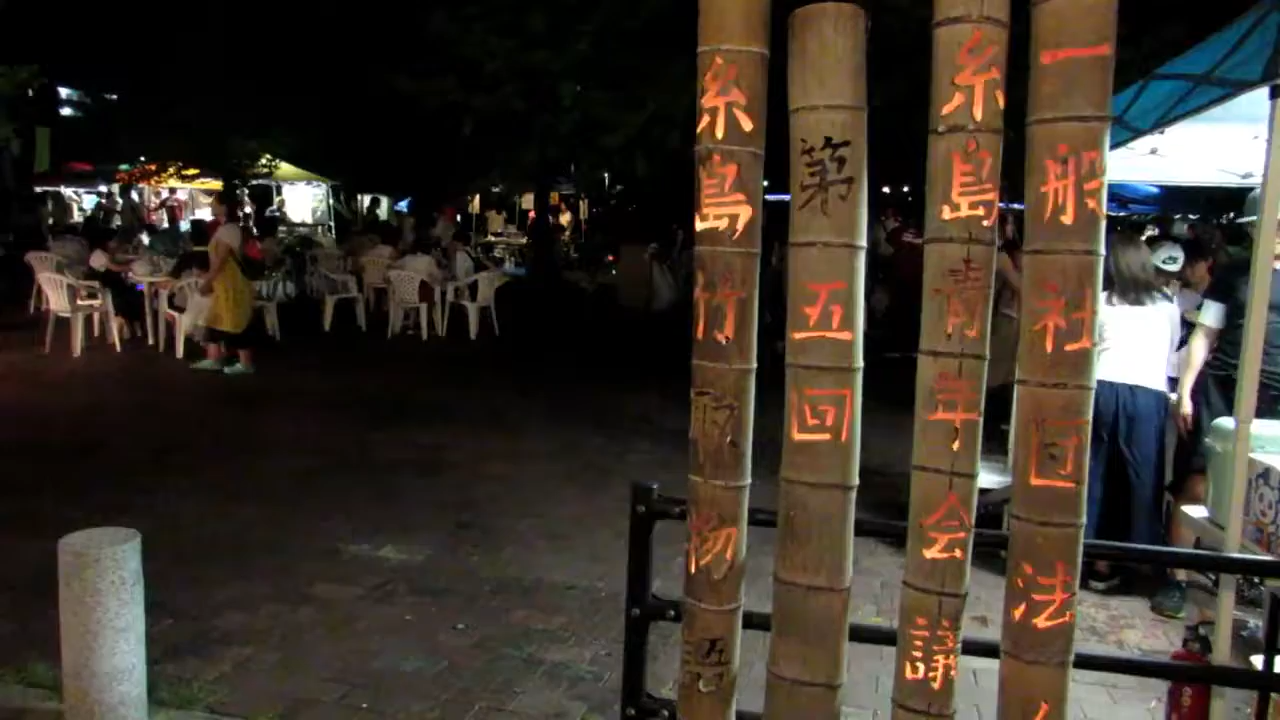 糸島竹取物語
第五回
糸島青年会議
一般社団法